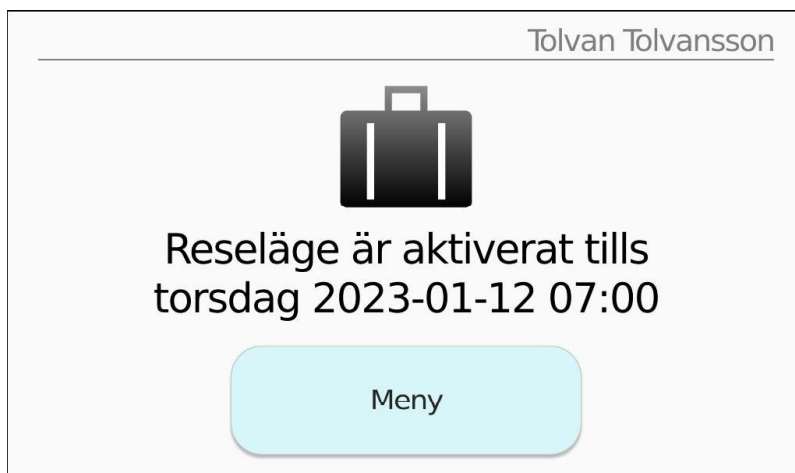 Tolvan Tolvansson
Reseläge är aktiverat tills
torsdag 2023-01-12 07:00
Meny